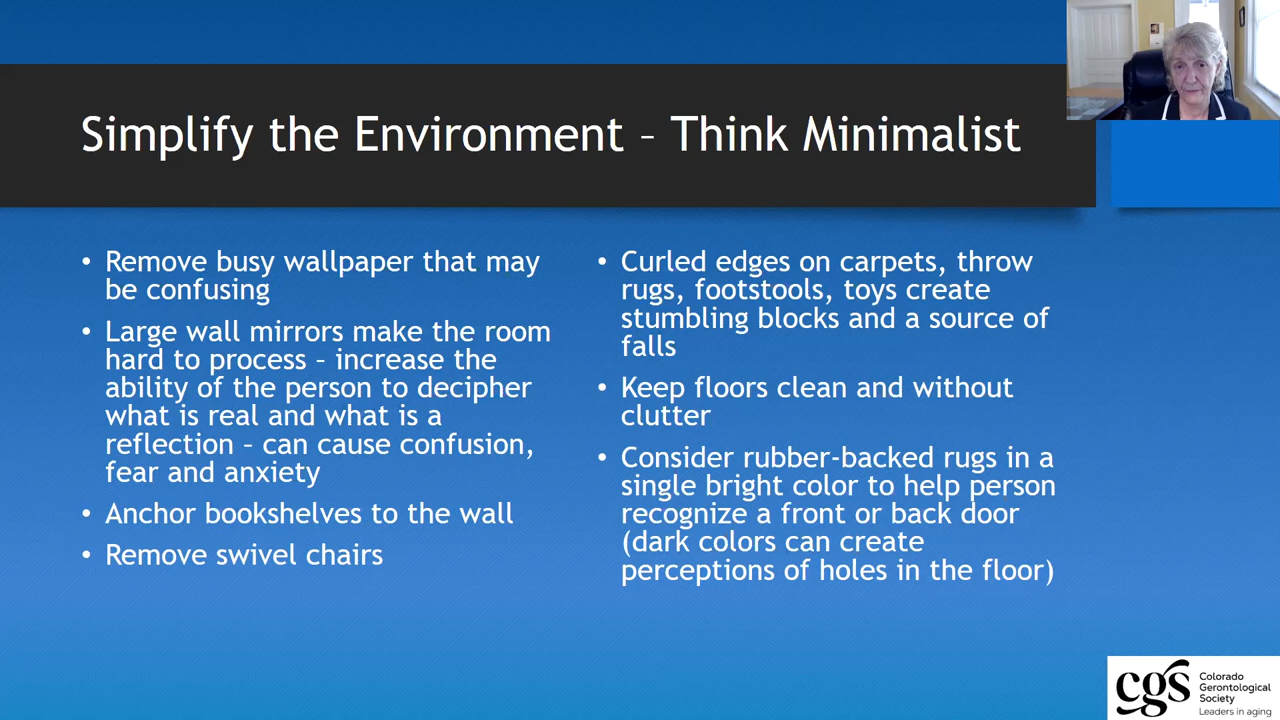 Simplify the Environment – Think Minimalist
• Remove busy wallpaper that may
be confusing
• Large wall mirrors make the room
hard to process – increase the
ability of the person to decipher
what is real and what is a
reflection – can cause confusion,
fear and anxiety
• Anchor bookshelves to the wall
• Remove swivel chairs
• Curled edges on carpets, throw
rugs, footstools, toys create
stumbling blocks and a source of
falls
• Keep floors clean and without
clutter
• Consider rubber-backed rugs in a
single bright color to help person
recognize a front or back door
(dark colors can create
perceptions of holes in the floor)
cgs
Colorado
Gerontological
Society
Leaders in aging